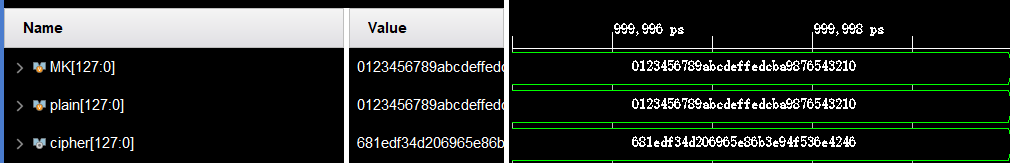 Name Value 999,996 ps 999,998 ps
MK[127:0] 0123456789abcdeffedc 0123456789abcdeffedcba9876543210
plain[127:0] 0123456789abcdeffedc 0123456789abcdeffedcba9876543210
cipher[127:0] 681edf34d206965e86b 681edf34d206965e86b3e94f536e4246